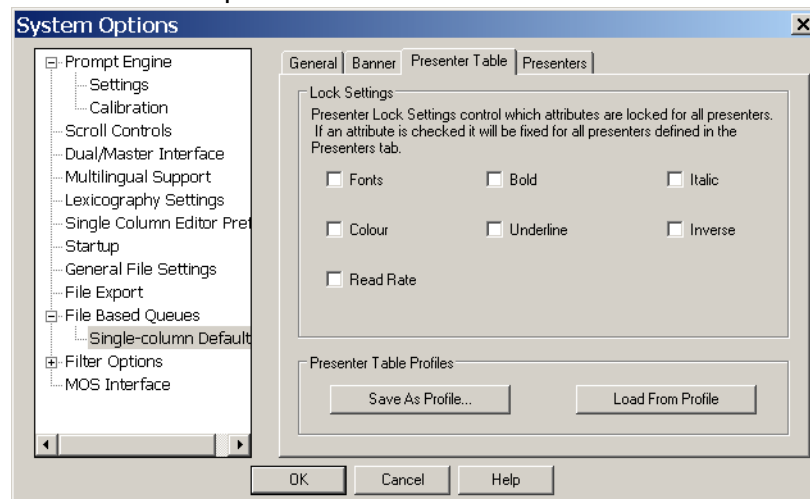 System Options
Prompt Engine
Settings
Calibration
Scroll Controls
Dual/Master Interface
Multilingual Support
Lexicography Settings
Single Column Editor Pref
Startup
General File Settings
File Export
File Based Queues
Single-column Default
Filter Options
MOS Interface
General Banner Presenter Table Presenters
Lock Settings
Presenter Lock Settings control which attributes are locked for all presenters.
If an attribute is checked it will be fixed for all presenters defined in the
Presenters tab.
Fonts Bold Italic
Colour Underline Inverse
Read Rate
Presenter Table Profiles
Save As Profile... Load From Profile
OK Cancel Help